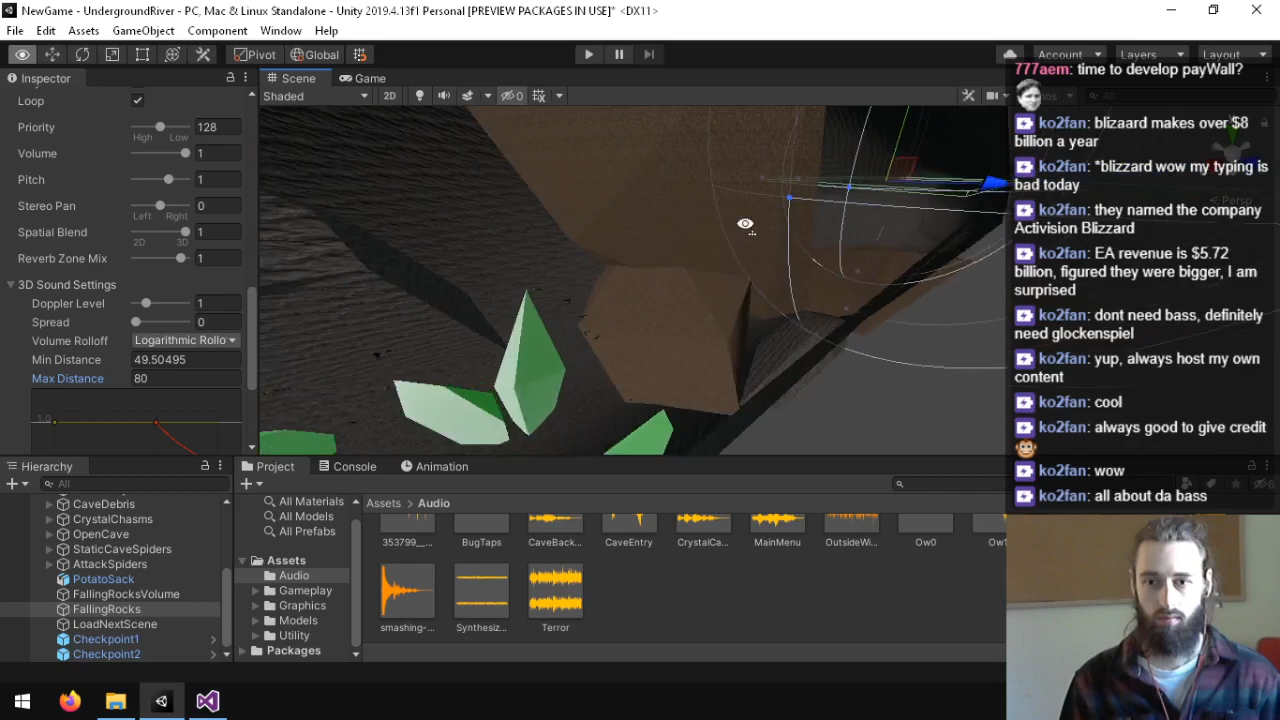 NewGame - UndergroundRiver - PC, Mac & Linux Standalone - Unity 2019.4.13f1 Personal [PREVIEW PACKAGES IN USE]* <DX11>
File Edit Assets GameObject Component Window Help
Pivot Global Account Layers Layout
Inspector
Scene Game
Shaded 2D 0 All
Loop
Priority 128
High Low
Volume 1
Pitch 1
Stereo Pan 0
Left Right
Spatial Blend 1
2D 3D
Reverb Zone Mix 1
3D Sound Settings
Doppler Level 1
Spread 0
Volume Rolloff Logarithmic Rollo
Min Distance 49.50495
Max Distance 80
1.0
Persp
777aem: time to develop payWall?
ko2fan: blizaard makes over $8
billion a year
ko2fan: *blizzard wow my typing is
bad today
ko2fan: they named the company
Activision Blizzard
ko2fan: EA revenue is $5.72
billion, figured they were bigger, I am
surprised
ko2fan: dont need bass, definitely
need glockenspiel
ko2fan: yup, always host my own
content
ko2fan: cool
ko2fan: always good to give credit
ko2fan: wow
ko2fan: all about da bass
Hierarchy
All
CaveDebris
CrystalChasms
OpenCave
StaticCaveSpiders
AttackSpiders
PotatoSack
FallingRocksVolume
FallingRocks
LoadNextScene
Checkpoint1
Checkpoint2
Project Console Animation
6
All Materials
All Models
All Prefabs
Assets
Audio
Gameplay
Graphics
Models
Utility
Packages
Assets Audio
353799__... BugTaps CaveBack... CaveEntry CrystalCa... MainMenu OutsideWi... Ow0 Ow1
smashing-... Synthesiz... Terror